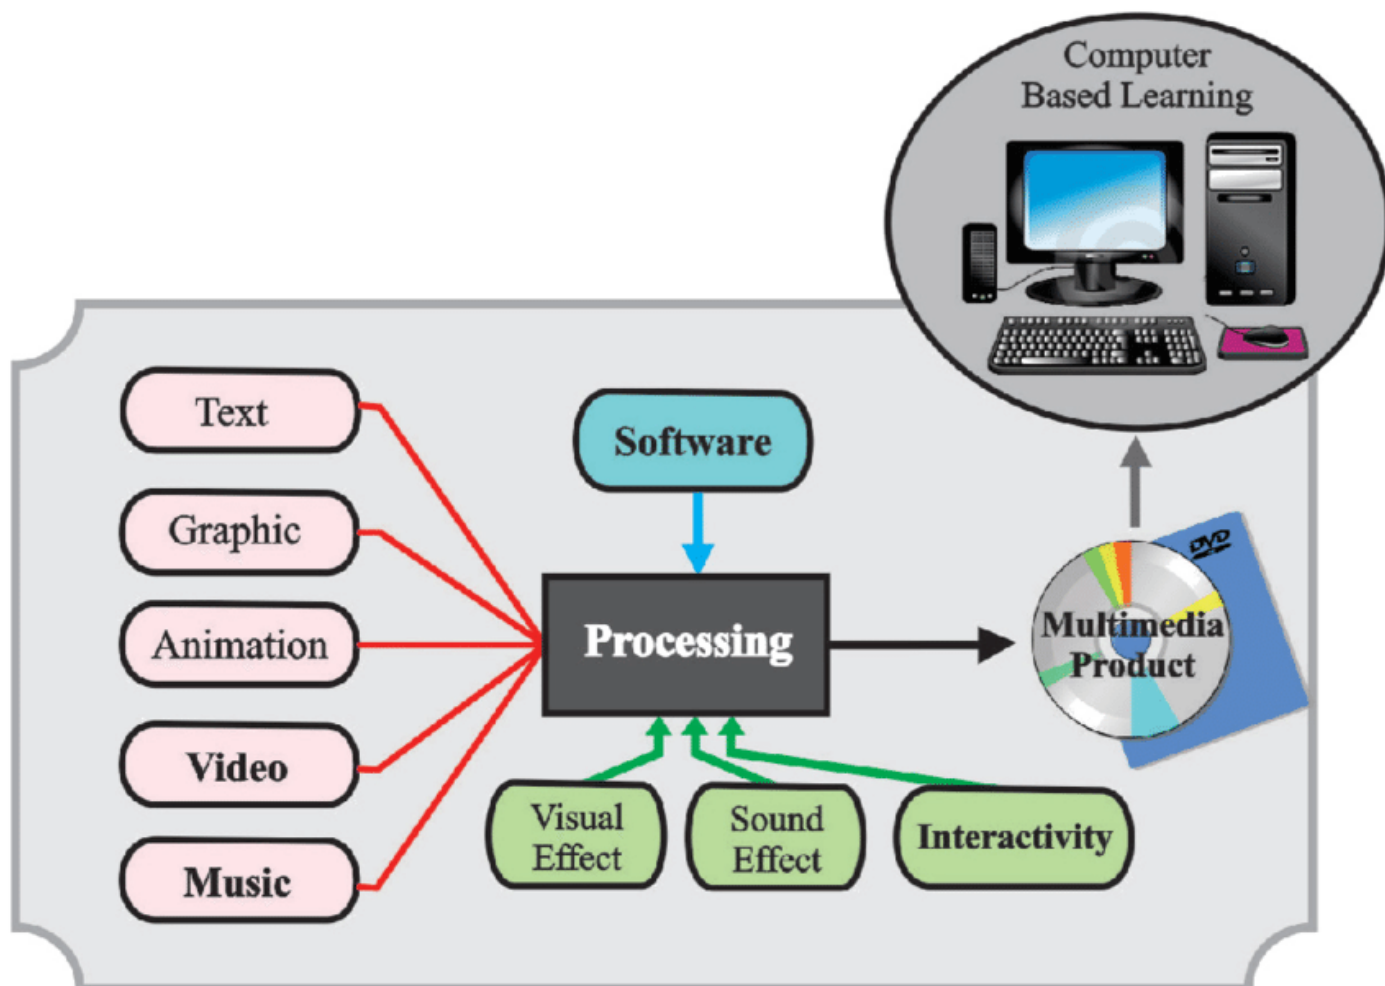 Computer
Based Learning
Text
Graphic
Animation
Video
Music
Software
Processing
Visual
Effect
Sound
Effect
Interactivity
DVD
Multimedia
Product